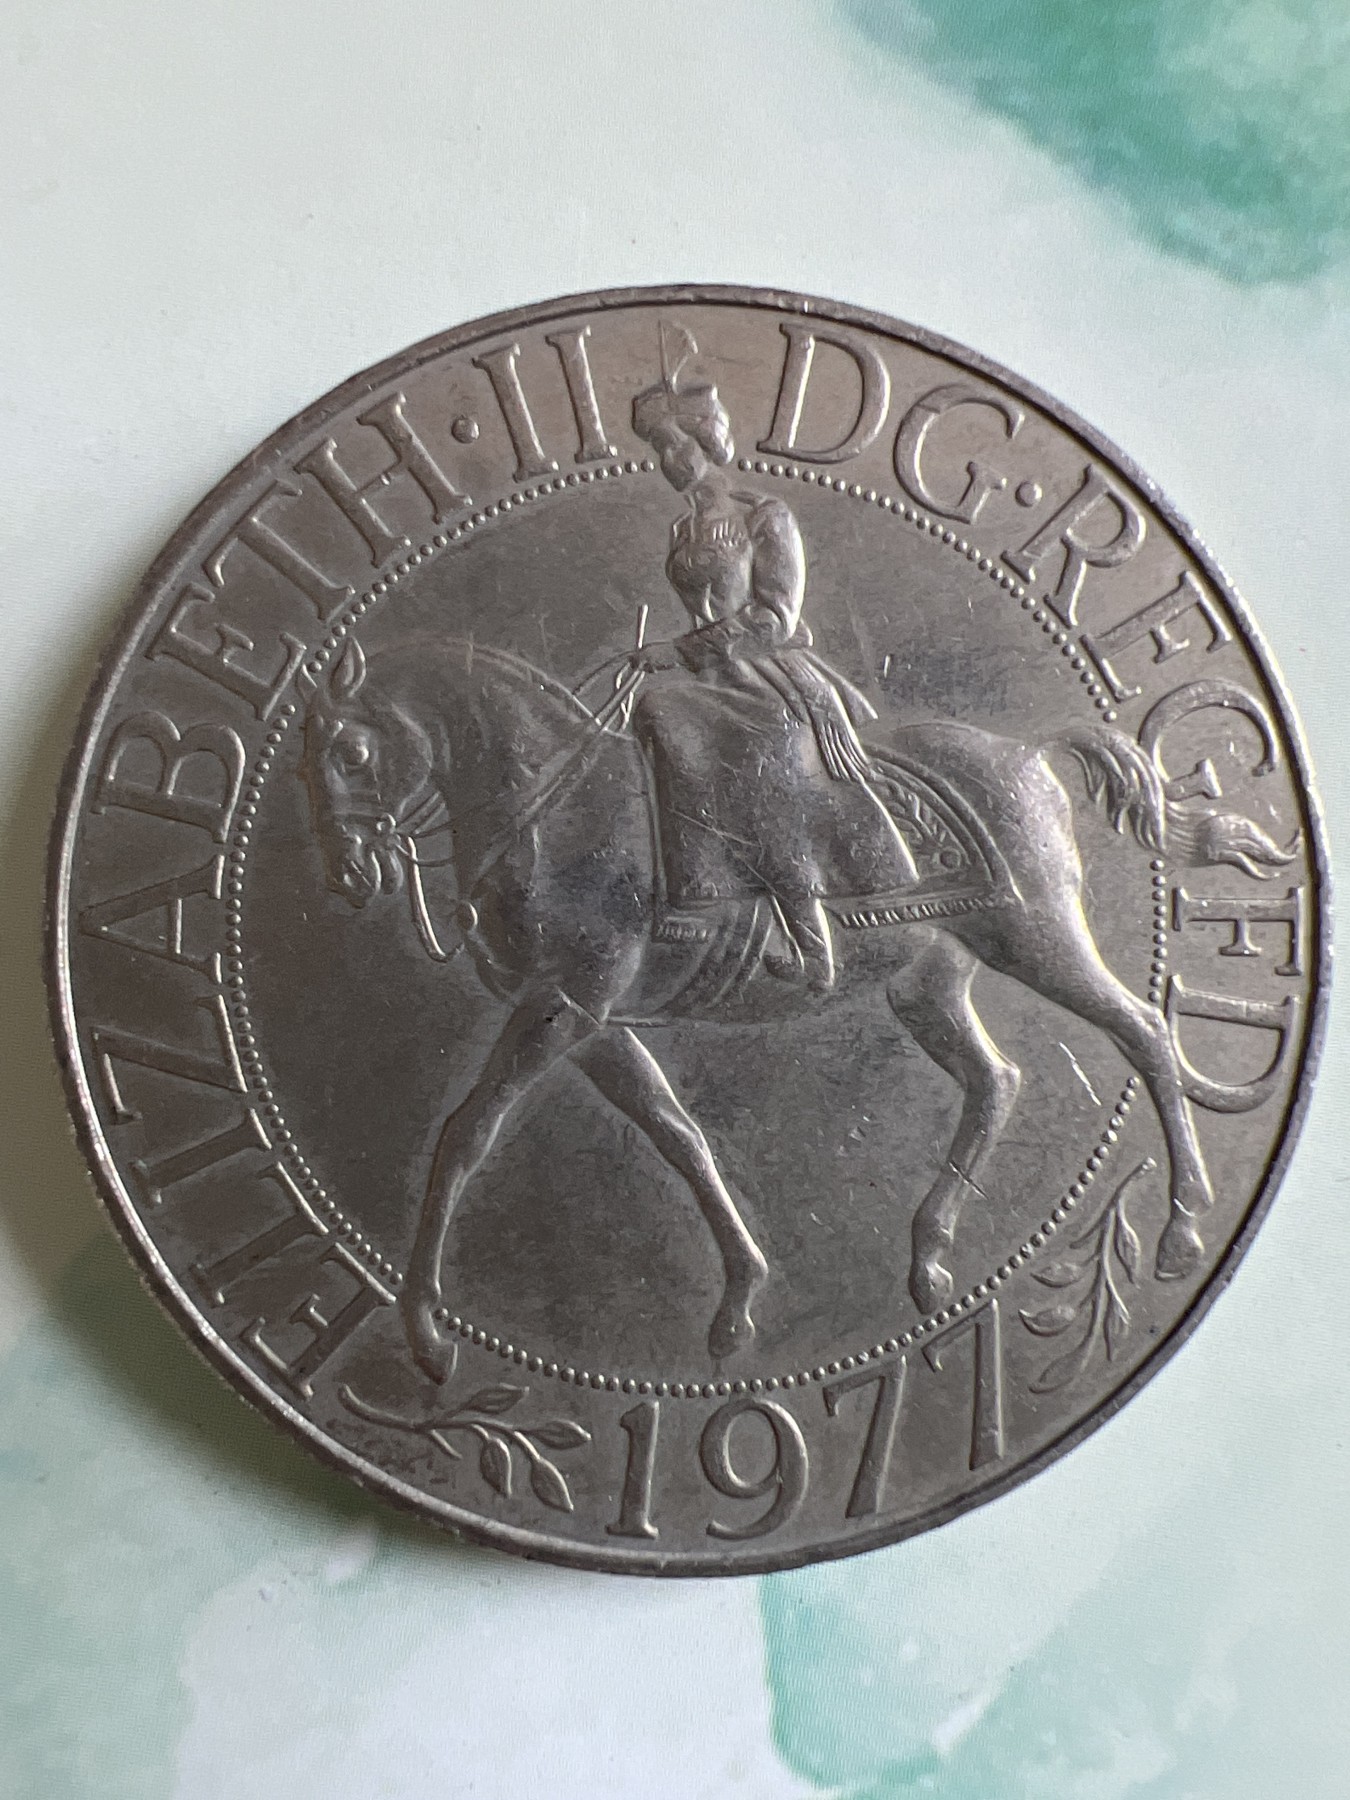 ELIZABETH·II DG·REG FD
1977